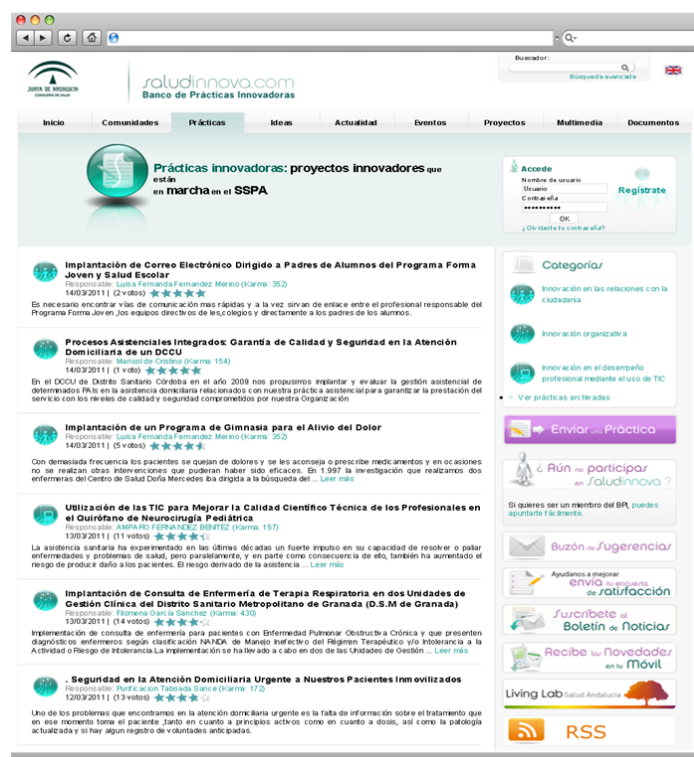 Buscador:
Búsqueda avanzada
JUNTA DE ANDALUCIA
CONSEJERÍA DE SALUD
saludinnova.com
Banco de Prácticas Innovadoras
Inicio Comunidades Prácticas Ideas Actualidad Eventos Proyectos Multimedia Documentos
Prácticas innovadoras: proyectos innovadores que
están
en marcha en el SSPA
Accede
Nombre de usuario
Usuario
Contraseña
••••••••••
OK
¿Olvidaste tu contraseña?
Regístrate
Implantación de Correo Electrónico Dirigido a Padres de Alumnos del Programa Forma
Joven y Salud Escolar
Responsable: Luisa Fernanda Fernandez Merino (Karma: 352)
14/03/2011 | (2 votos)
Es necesario encontrar vías de comunicación mas rápidas y a la vez sirvan de enlace entre el profesional responsable del
Programa Forma Joven ,los equipos directivos de Ies,colegios y directamente a los padres de los alumnos.
Procesos Asistenciales Integrados: Garantía de Calidad y Seguridad en la Atención
Domiciliaria de un DCCU
Responsable: Marisol de Cristino (Karma: 154)
14/03/2011 | (1 voto)
En el DCCU de Distrito Sanitario Córdoba en el año 2009 nos propusimos implantar y evaluar la gestión asistencial de
determinados PAIs en la asistencia domiciliaria relacionados con nuestra práctica asistencial para garantizar la prestación del
servicio con los niveles de calidad y seguridad comprometidos por nuestra Organización
Implantación de un Programa de Gimnasia para el Alivio del Dolor
Responsable: Luisa Fernanda Fernandez Merino (Karma: 352)
14/03/2011 | (5 votos)
Con demasiada frecuencia los pacientes se quejan de dolores y se les aconseja o prescribe medicamentos y en ocasiones
no se realizan otras intervenciones que pudieran haber sido eficaces. En 1.997 la investigación que realizamos dos
enfermeras del Centro de Salud Doña Mercedes iba dirigida a la búsqueda del ... Leer más
Utilización de las TIC para Mejorar la Calidad Científico Técnica de los Profesionales en
el Quirófano de Neurocirugía Pediátrica
Responsable: AMPARO FERNANDEZ BENITEZ (Karma: 157)
13/03/2011 | (11 votos)
La asistencia sanitaria ha experimentado en las últimas décadas un fuerte impulso en su capacidad de resolver o paliar
enfermedades y problemas de salud, pero paralelamente, y en parte como consecuencia de ello, también ha aumentado el
riesgo de producir daño a los pacientes. El riesgo derivado de la asistencia ... Leer más
Implantación de Consulta de Enfermería de Terapia Respiratoria en dos Unidades de
Gestión Clínica del Distrito Sanitario Metropolitano de Granada (D.S.M de Granada)
Responsable: Filomena García Sanchez (Karma: 430)
13/03/2011 | (14 votos)
Implementación de consulta de enfermería para pacientes con Enfermedad Pulmonar Obstructiva Crónica y que presenten
diagnósticos enfermeros según clasificación NANDA de Manejo Inefectivo del Régimen Terapéutico y/o Intolerancia a la
Actividad o Riesgo de Intolerancia.La implementación se ha llevado a cabo en dos de las Unidades de Gestión ... Leer más
. Seguridad en la Atención Domiciliaria Urgente a Nuestros Pacientes Inmovilizados
Responsable: Purificacion Taboada Sance (Karma: 172)
12/03/2011 | (13 votos)
Uno de los problemas que encontramos en la atención domiciliaria urgente es la falta de información sobre el tratamiento que
en ese momento toma el paciente ,tanto en cuanto a principios activos como en cuanto a dosis, así como la patología
actualizada y si hay algun registro de voluntades anticipadas.
Categorías
Innovación en las relaciones con la
ciudadanía
Innovación organizativa
Innovación en el desempeño
profesional mediante el uso de TIC
Ver prácticas archivadas
Enviar una Práctica
¿Aún no participas
en Saludinnova?
Si quieres ser un miembro del BPI, puedes
apuntarte fácilmente.
Buzón de Sugerencias
Ayudanos a mejorar
envía tu encuesta
de satisfacción
Suscríbete al
Boletín de Noticias
Recibe las Novedades
en tu Móvil
Living Lab Salud Andalucía
RSS